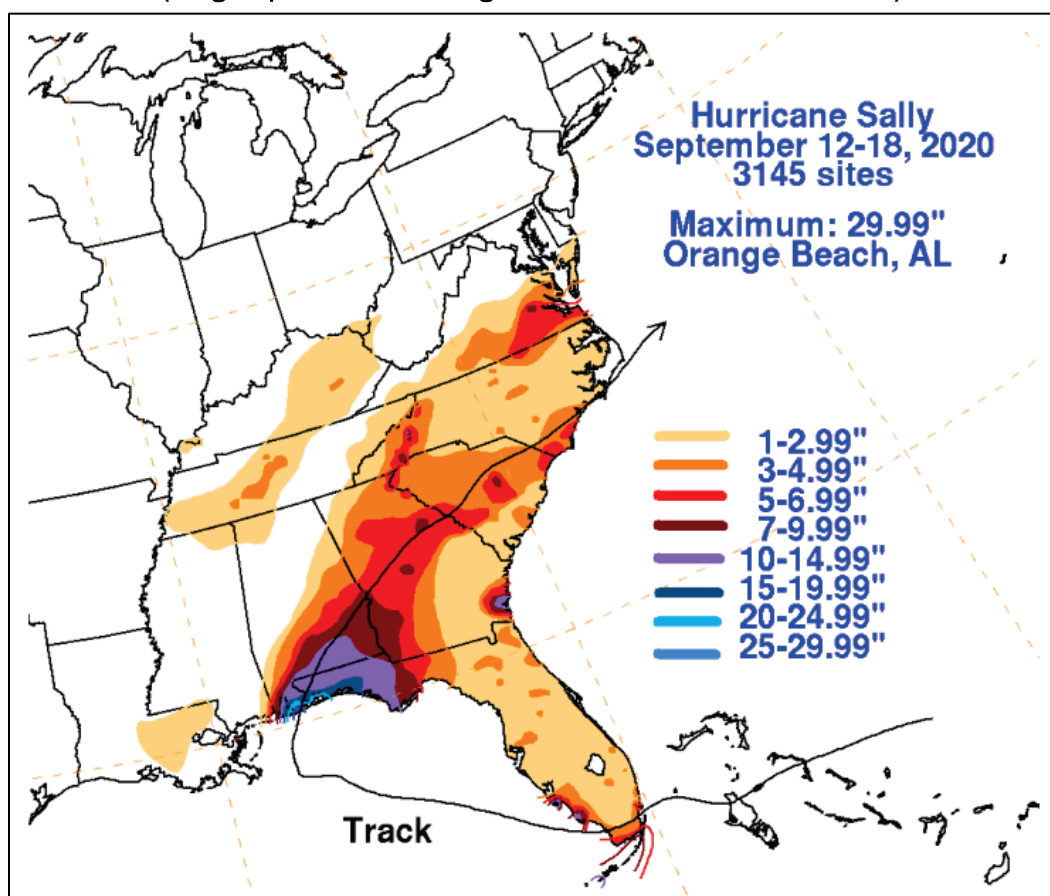 Hurricane Sally
September 12-18, 2020
3145 sites
Maximum: 29.99"
Orange Beach, AL
1-2.99"
3-4.99"
5-6.99"
7-9.99"
10-14.99"
15-19.99"
20-24.99"
25-29.99"
Track